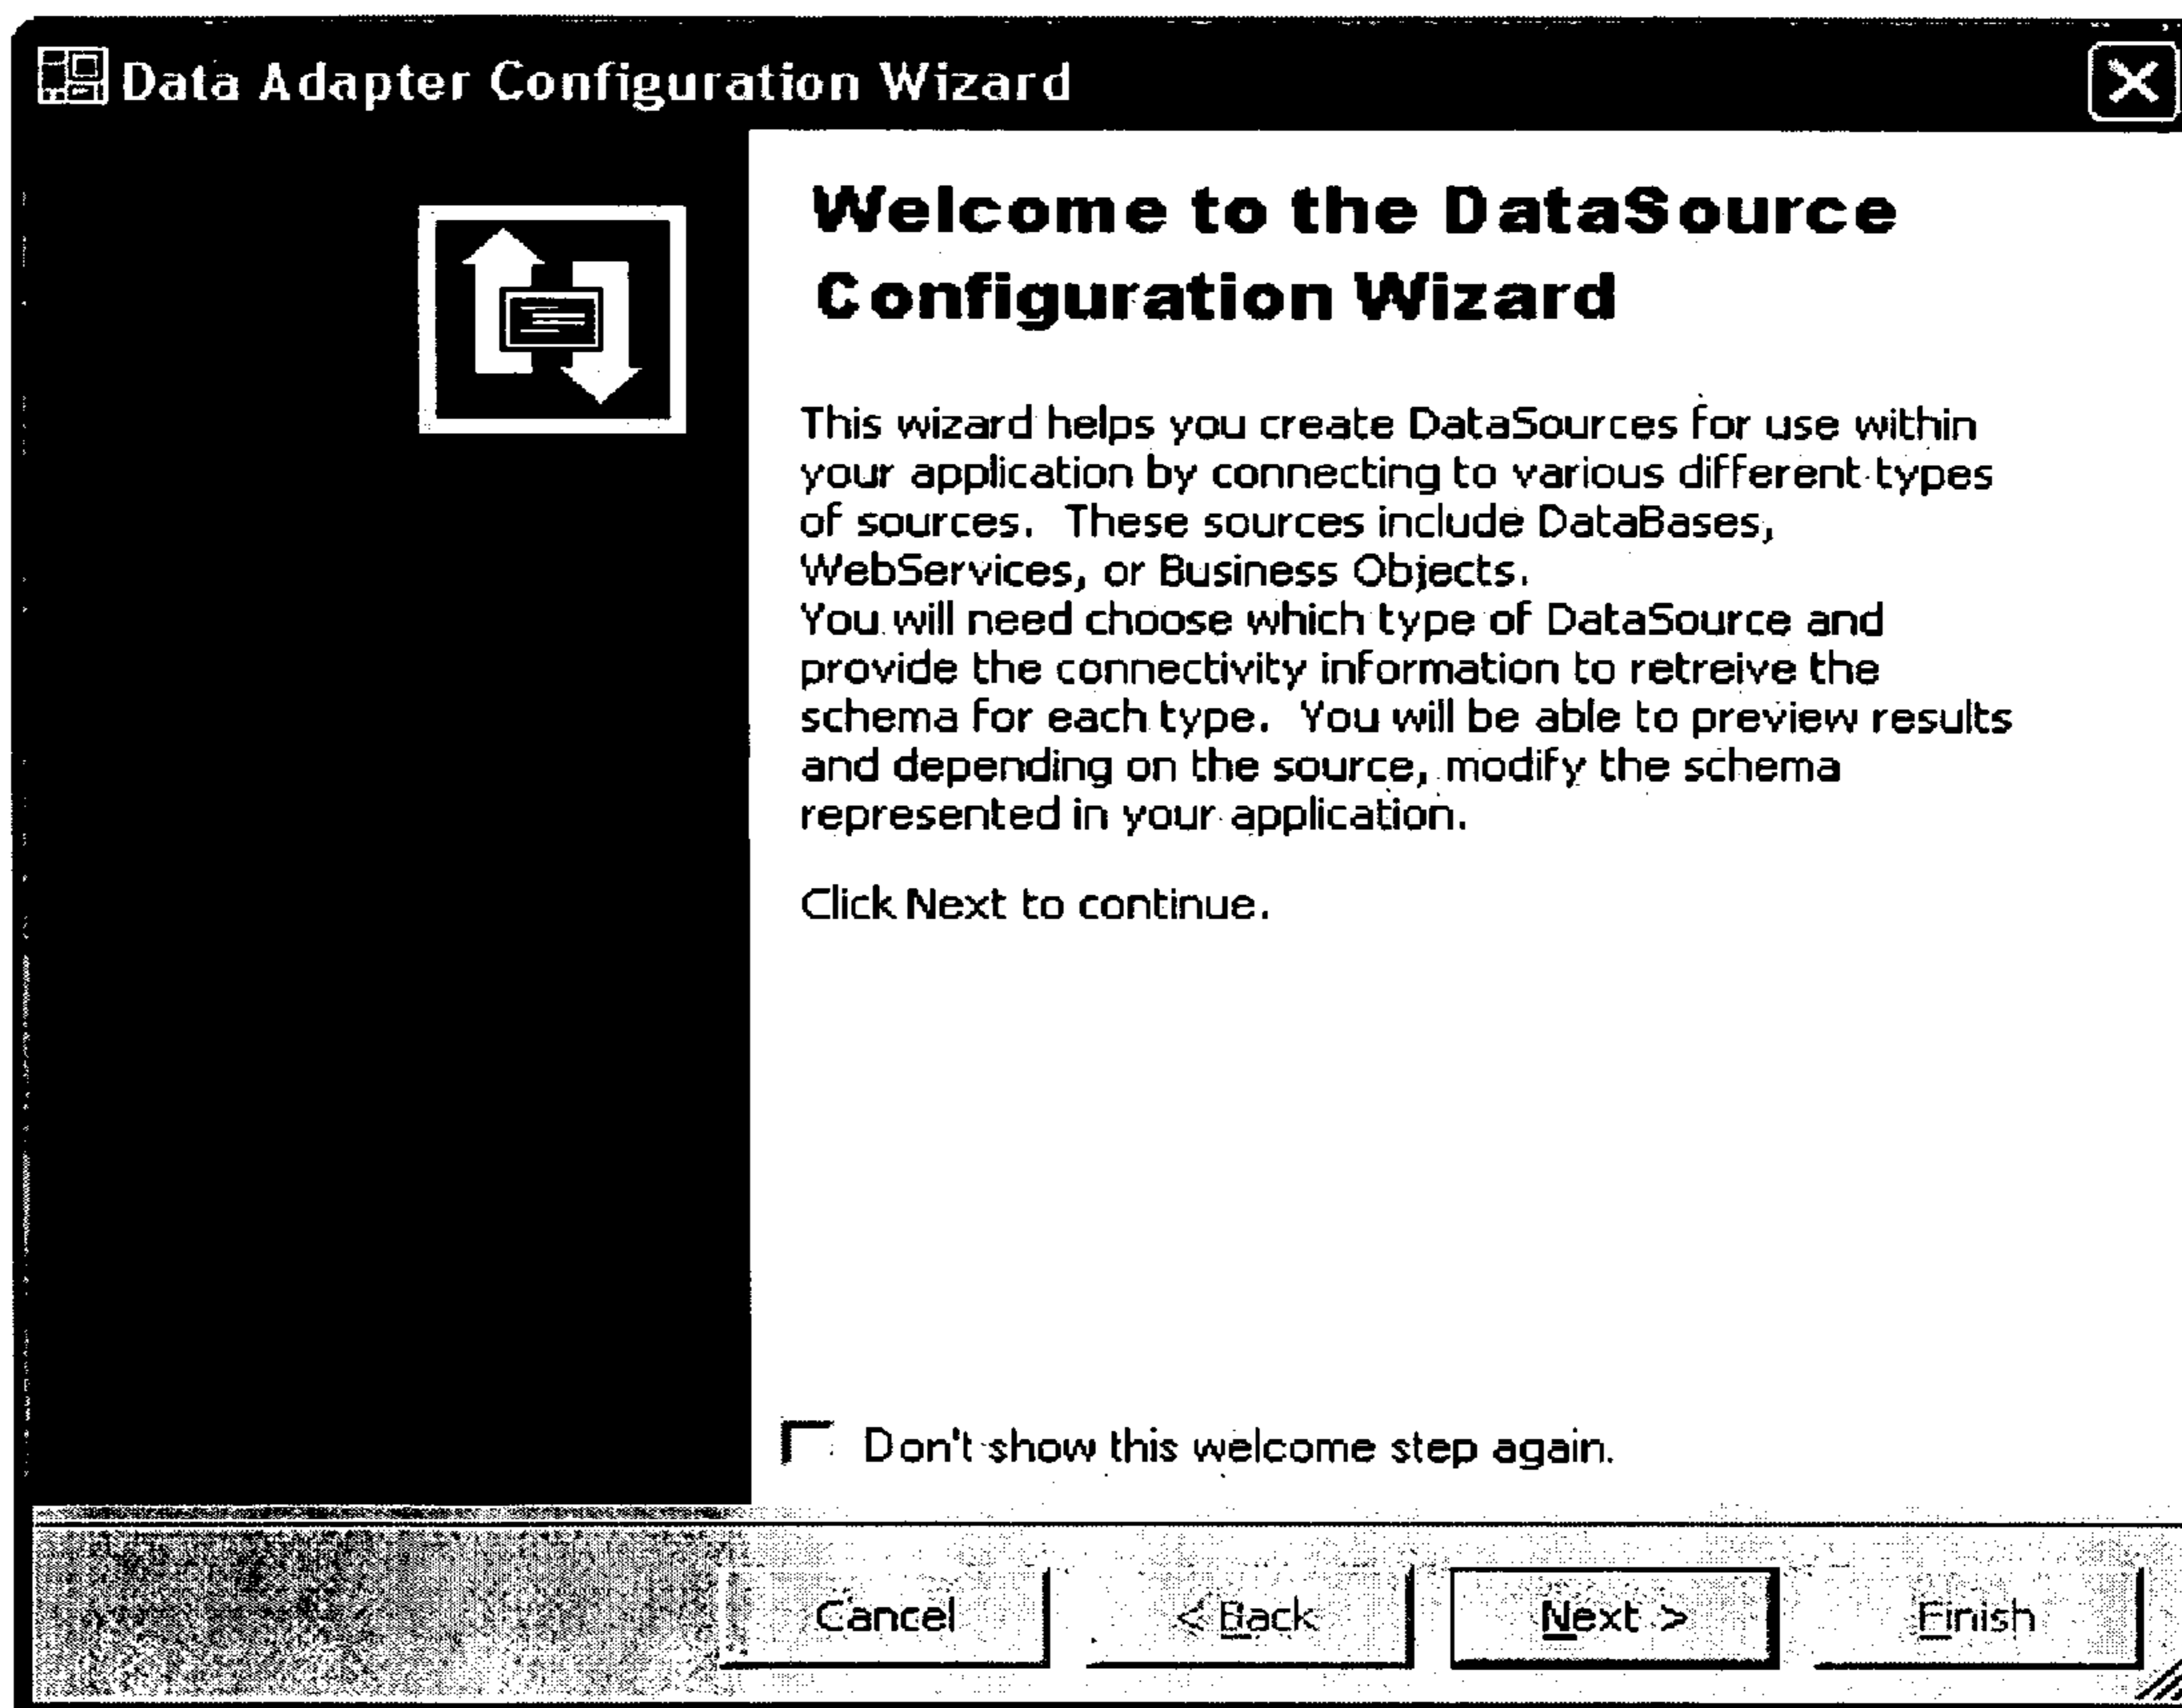 Data Adapter Configuration Wizard
Welcome to the DataSource
Configuration Wizard
This wizard helps you create DataSources for use within
your application by connecting to various different types
of sources. These sources include DataBases,
WebServices, or Business Objects.
You will need choose which type of DataSource and
provide the connectivity information to retreive the
schema for each type. You will be able to preview results
and depending on the source, modify the schema
represented in your application.
Click Next to continue.
Don't show this welcome step again.
Cancel
< Back
Next >
Finish